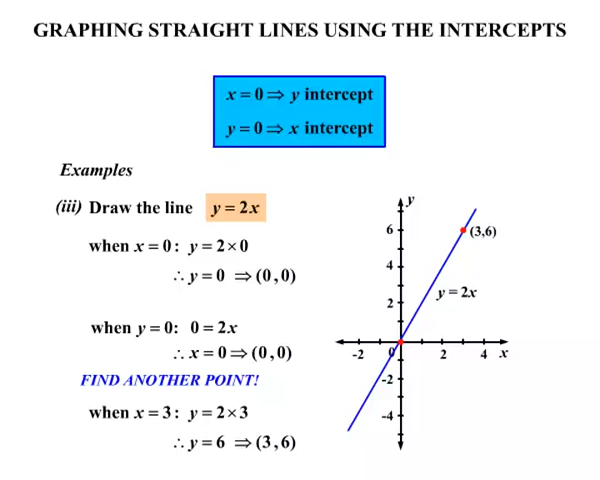 GRAPHING STRAIGHT LINES USING THE INTERCEPTS
x = 0 ⇒ y intercept
y = 0 ⇒ x intercept
Examples
(iii) Draw the line y = 2x
when x = 0 : y = 2 × 0
∴ y = 0 ⇒ (0, 0)
when y = 0: 0 = 2x
∴ x = 0 ⇒ (0, 0)
FIND ANOTHER POINT!
when x = 3 : y = 2 × 3
∴ y = 6 ⇒ (3, 6)
y
6
(3,6)
4
y = 2x
2
-2
0
2
4
x
-2
-4